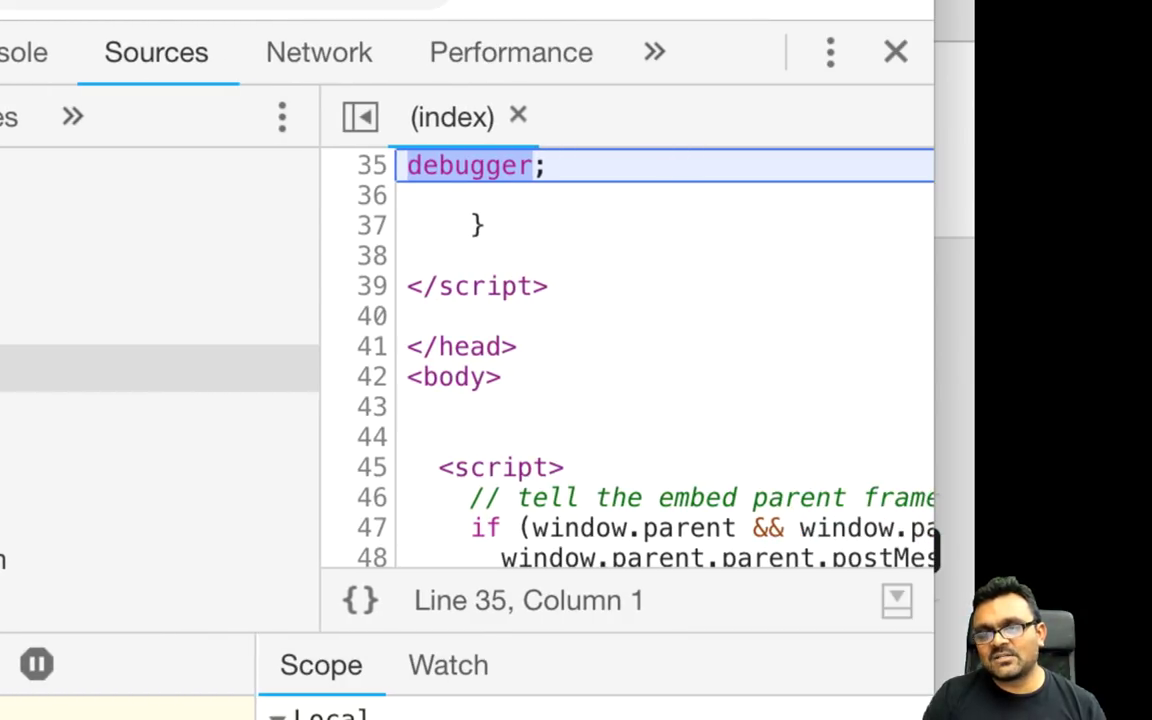 sole Sources Network Performance
es (index)
35 debugger;
36
37 }
38
39 </script>
40
41 </head>
42 <body>
43
44
45 <script>
46 // tell the embed parent frame
47 if (window.parent && window.pa
48 window.parent.parent.postMes
n
{} Line 35, Column 1
Scope Watch
Local